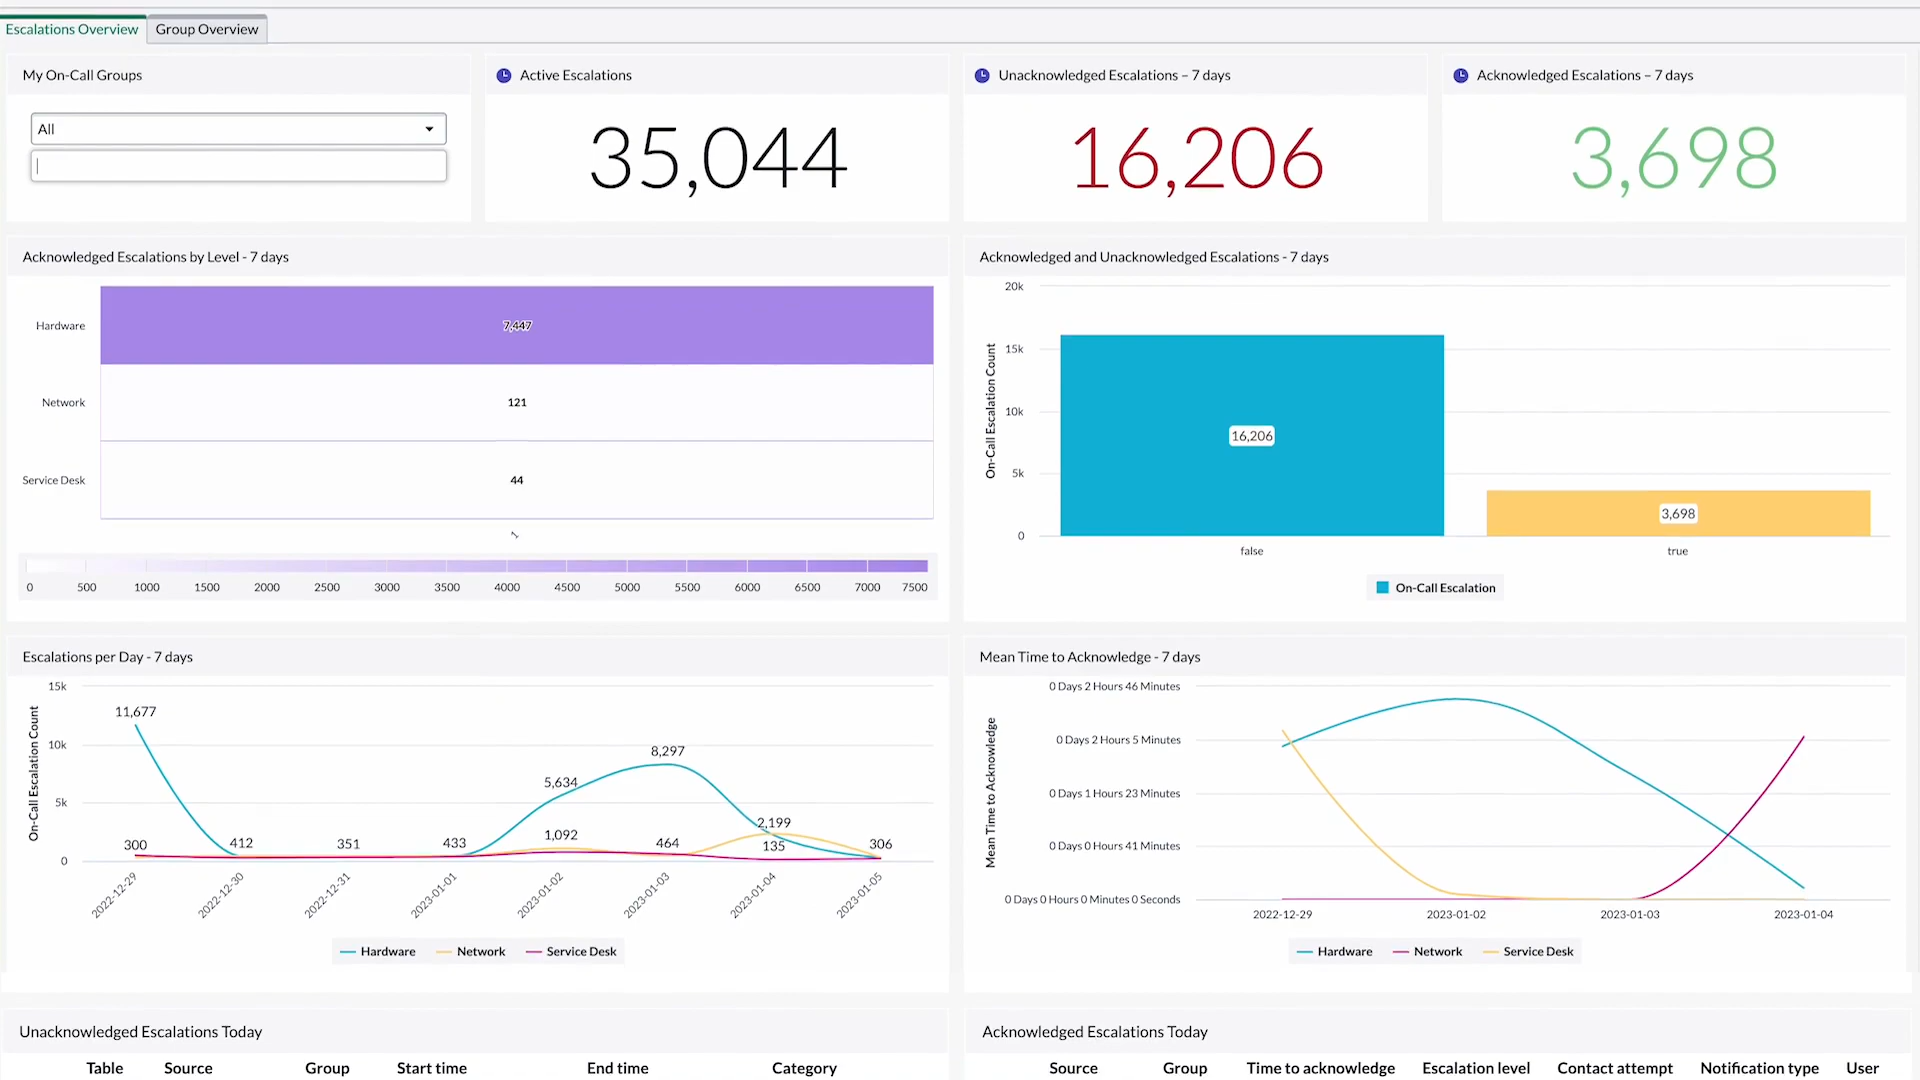 Escalations Overview
Group Overview
My On-Call Groups
All
Active Escalations
35,044
Unacknowledged Escalations – 7 days
16,206
Acknowledged Escalations – 7 days
3,698
Acknowledged Escalations by Level - 7 days
Hardware
7,447
Network
121
Service Desk
44
1
0 500 1000 1500 2000 2500 3000 3500 4000 4500 5000 5500 6000 6500 7000 7500
Acknowledged and Unacknowledged Escalations - 7 days
On-Call Escalation Count
20k
15k
10k
5k
0
16,206
3,698
false true
On-Call Escalation
Escalations per Day - 7 days
On-Call Escalation Count
15k
10k
5k
0
11,677
8,297
5,634
2,199
1,092
300 412 351 433 464 135 306
2022-12-29 2022-12-30 2022-12-31 2023-01-01 2023-01-02 2023-01-03 2023-01-04 2023-01-05
Hardware Network Service Desk
Mean Time to Acknowledge - 7 days
Mean Time to Acknowledge
0 Days 2 Hours 46 Minutes
0 Days 2 Hours 5 Minutes
0 Days 1 Hours 23 Minutes
0 Days 0 Hours 41 Minutes
0 Days 0 Hours 0 Minutes 0 Seconds
2022-12-29 2023-01-02 2023-01-03 2023-01-04
Hardware Network Service Desk
Unacknowledged Escalations Today
Table Source Group Start time End time Category
Acknowledged Escalations Today
Source Group Time to acknowledge Escalation level Contact attempt Notification type User